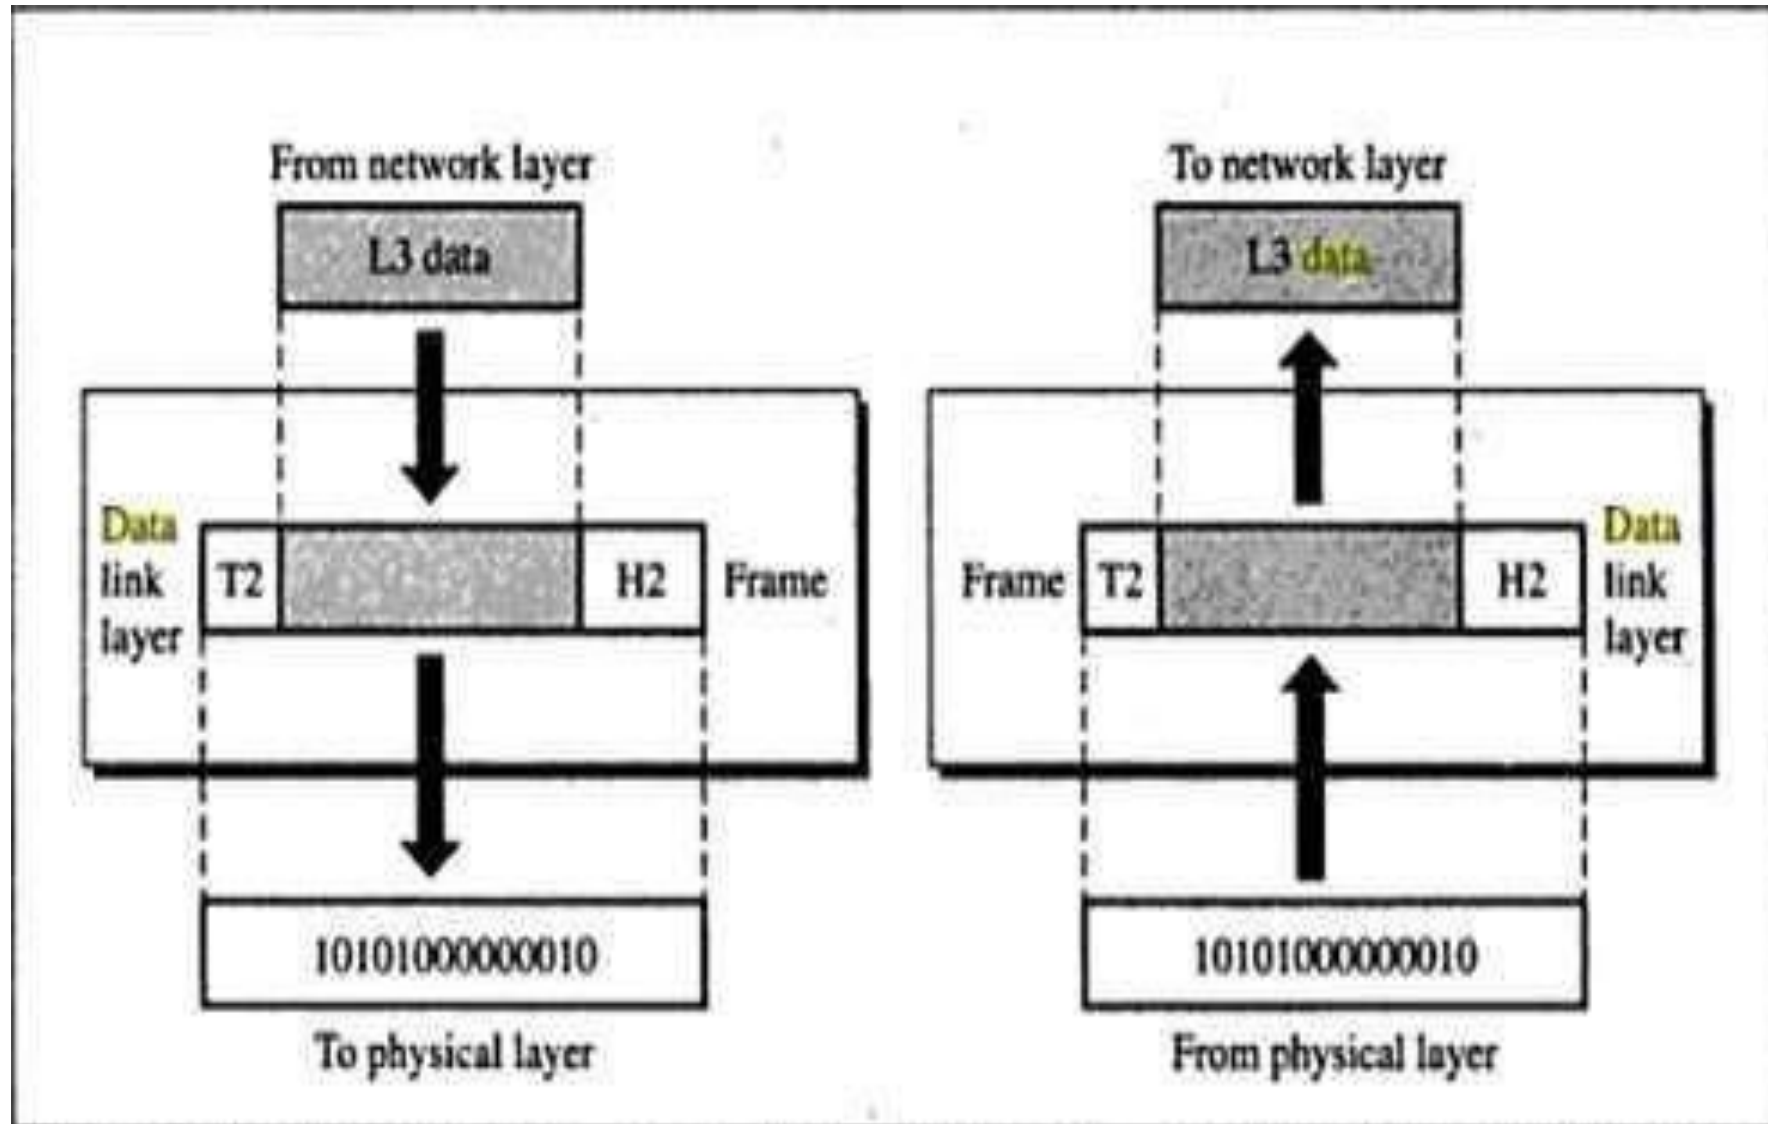 From network layer
L3 data
Data
link
layer
T2
H2
Frame
10101000000010
To physical layer
To network layer
L3 data
Frame
T2
H2
Data
link
layer
10101000000010
From physical layer